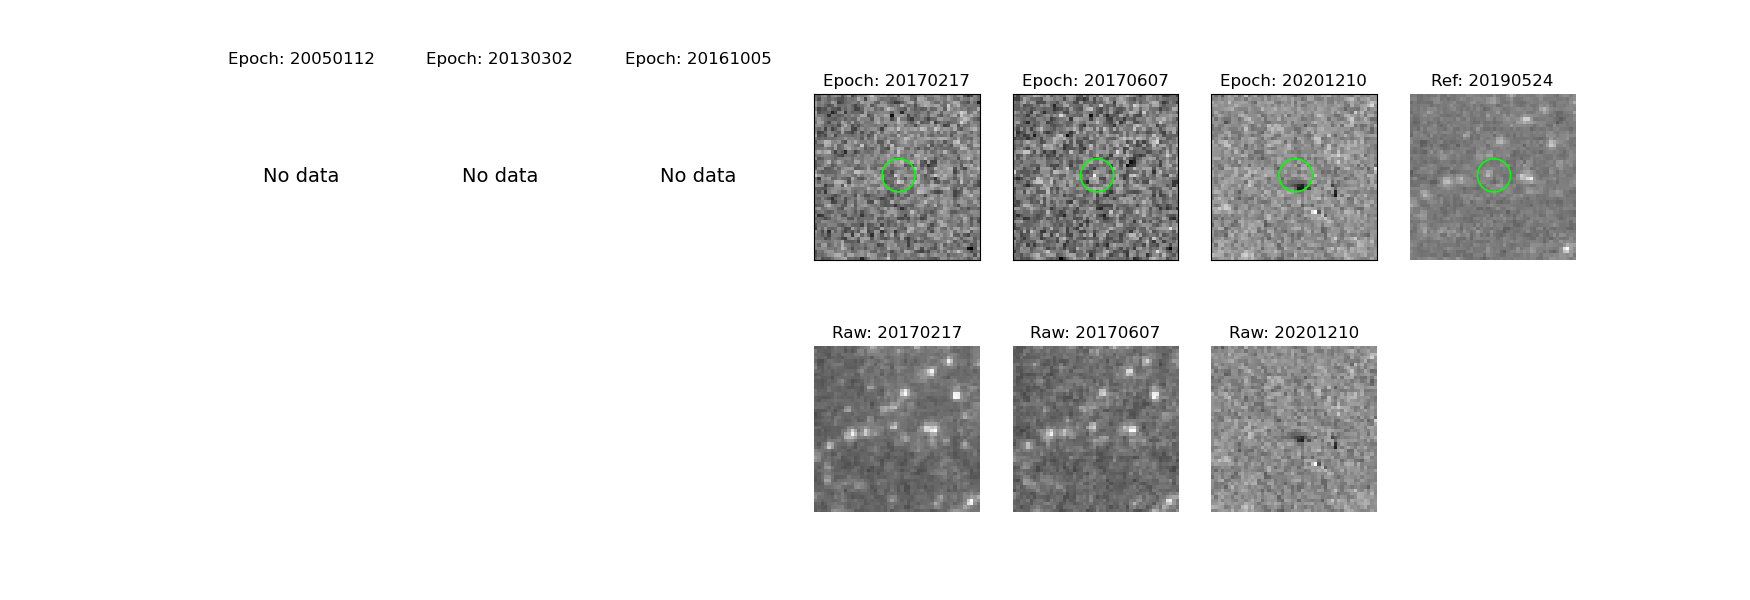 Epoch: 20050112
Epoch: 20130302
Epoch: 20161005
Epoch: 20170217
Epoch: 20170607
Epoch: 20201210
Ref: 20190524
No data
No data
No data
Raw: 20170217
Raw: 20170607
Raw: 20201210